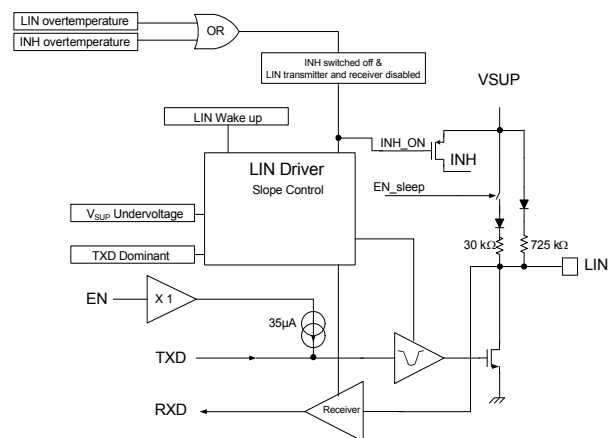 LIN overtemperature
INH overtemperature
OR
INH switched off &
LIN transmitter and receiver disabled
VSUP
LIN Wake up
INH_ON
INH
LIN Driver
Slope Control
EN_sleep
VSUP Undervoltage
TXD Dominant
30 kΩ
725 kΩ
LIN
EN
X 1
35µA
TXD
RXD
Receiver